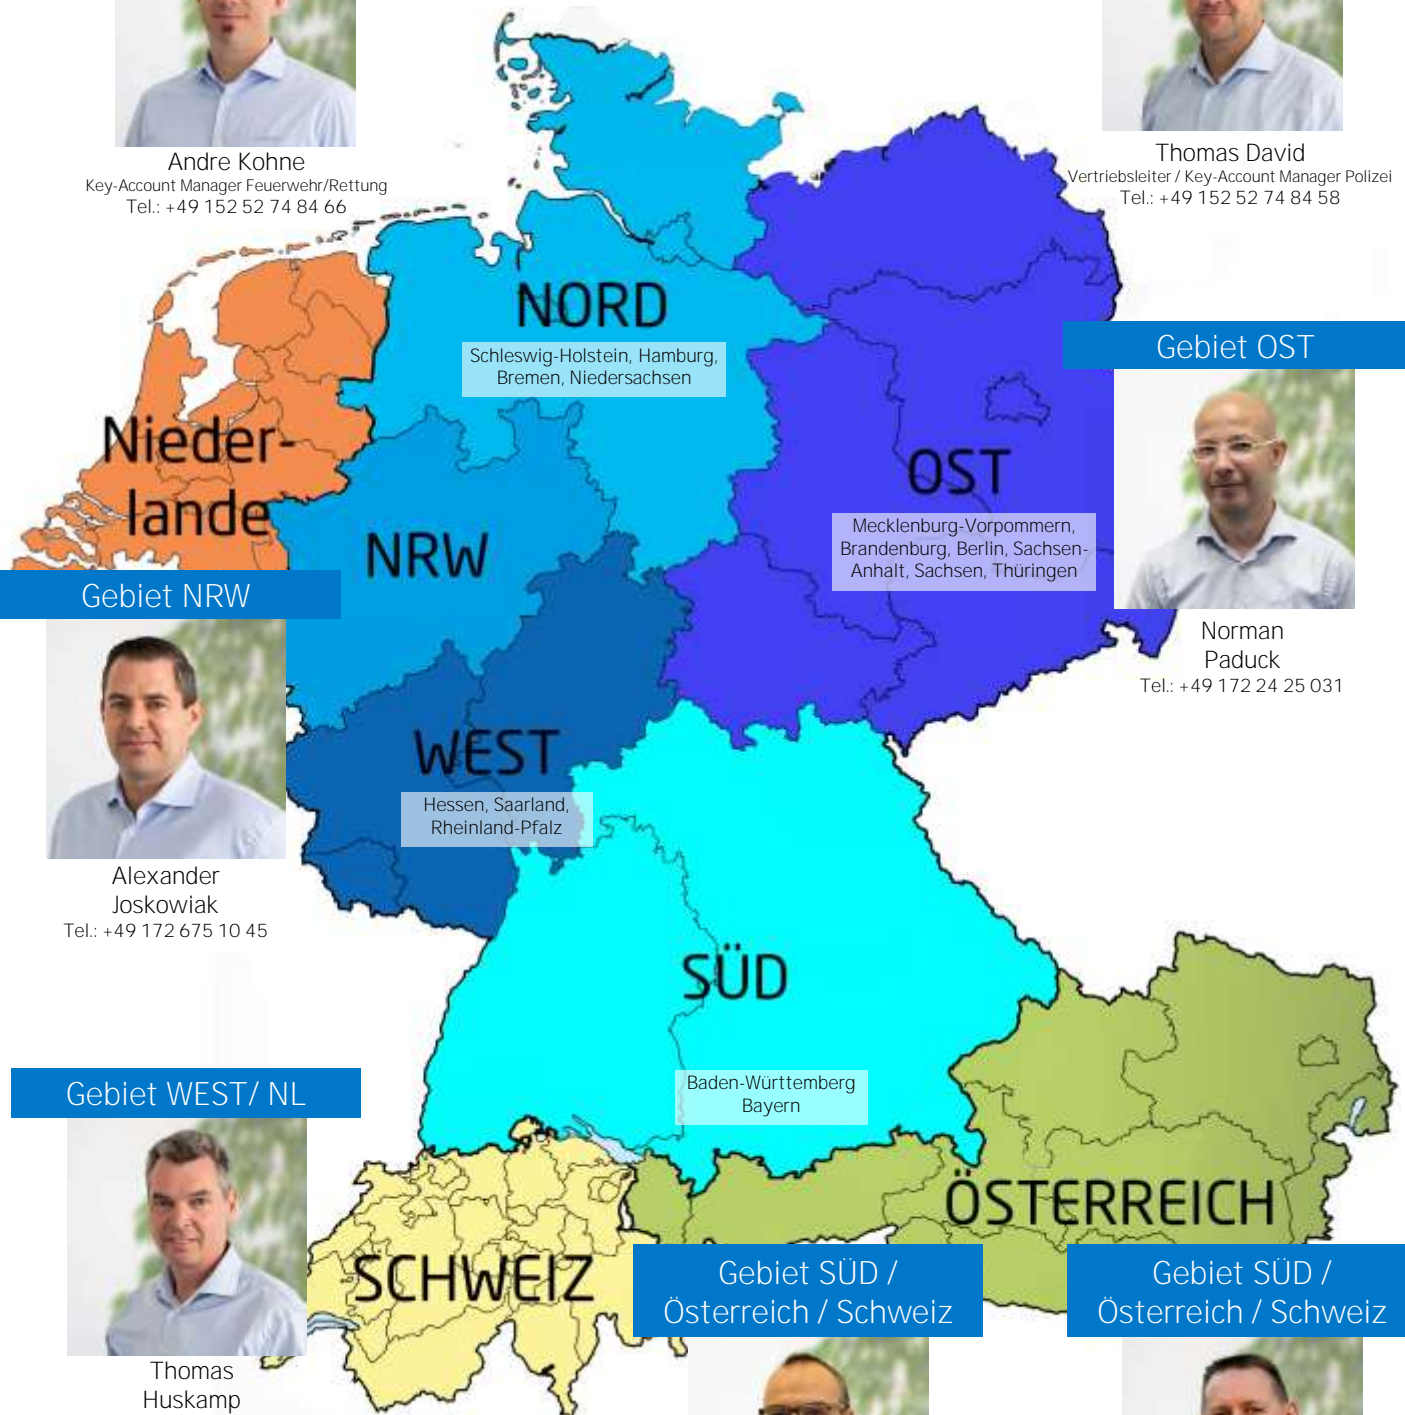 Andre Kohne
Key-Account Manager Feuerwehr/Rettung
Tel.: +49 152 52 74 84 66
Thomas David
Vertriebsleiter / Key-Account Manager Polizei
Tel.: +49 152 52 74 84 58
NORD
Schleswig-Holstein, Hamburg,
Bremen, Niedersachsen
Gebiet OST
Nieder-
lande
OST
Mecklenburg-Vorpommern,
Brandenburg, Berlin, Sachsen-
Anhalt, Sachsen, Thüringen
NRW
Gebiet NRW
Norman
Paduck
Tel.: +49 172 24 25 031
WEST
Hessen, Saarland,
Rheinland-Pfalz
Alexander
Joskowiak
Tel.: +49 172 675 10 45
SÜD
Baden-Württemberg
Bayern
Gebiet WEST/ NL
ÖSTERREICH
SCHWEIZ
Gebiet SÜD /
Österreich / Schweiz
Gebiet SÜD /
Österreich / Schweiz
Thomas
Huskamp